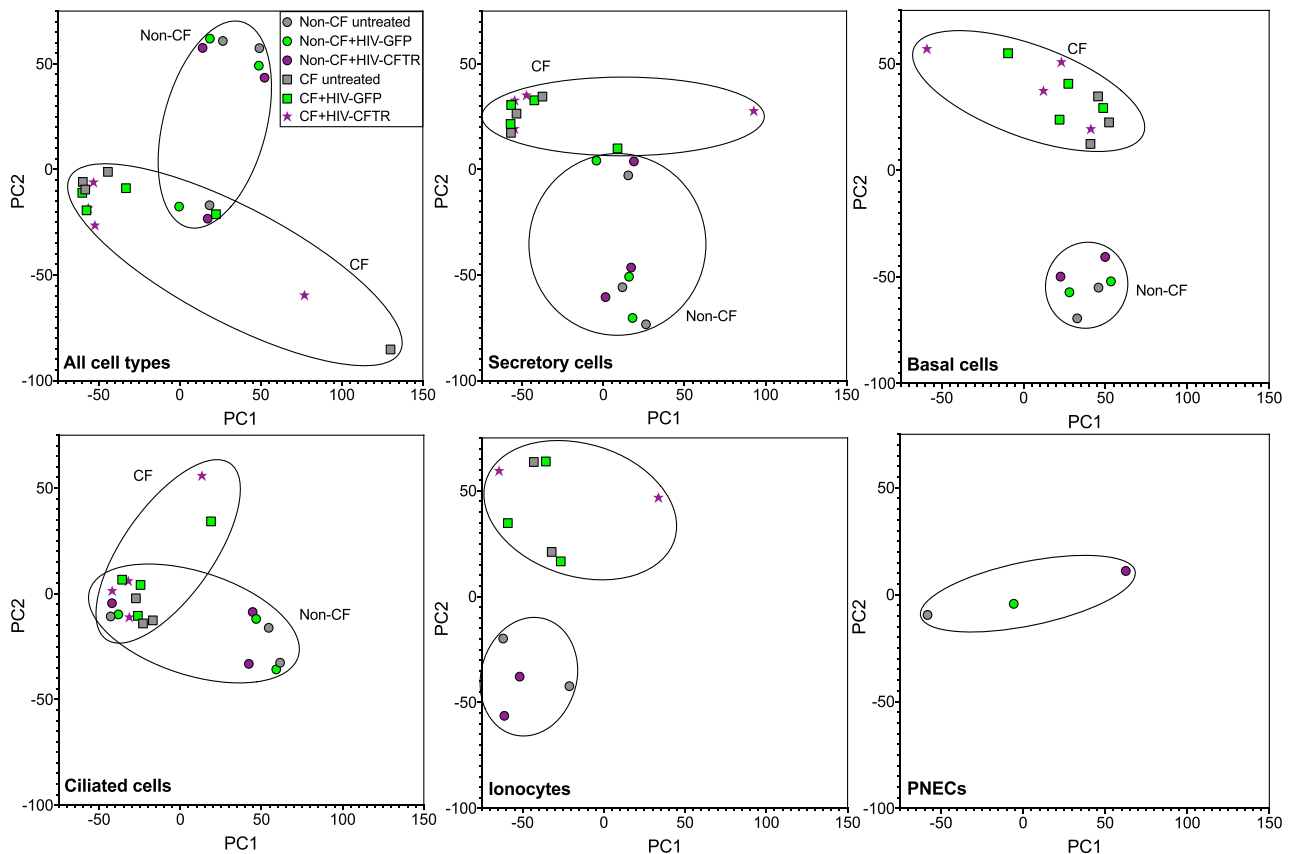 Non-CF
Non-CF untreated
Non-CF+HIV-GFP
Non-CF+HIV-CFTR
CF untreated
CF+HIV-GFP
CF+HIV-CFTR
50
0
-50
-100
PC2
CF
All cell types
-50 0 50 100 150
PC1
50
0
-50
-100
PC2
CF
Non-CF
Secretory cells
-50 0 50 100 150
PC1
50
0
-50
-100
PC2
CF
Non-CF
Basal cells
-50 0 50 100 150
PC1
50
0
-50
-100
PC2
CF
Non-CF
Ciliated cells
-50 0 50 100 150
PC1
50
0
-50
-100
PC2
Ionocytes
-50 0 50 100 150
PC1
50
0
-50
-100
PC2
PNECs
-50 0 50 100 150
PC1